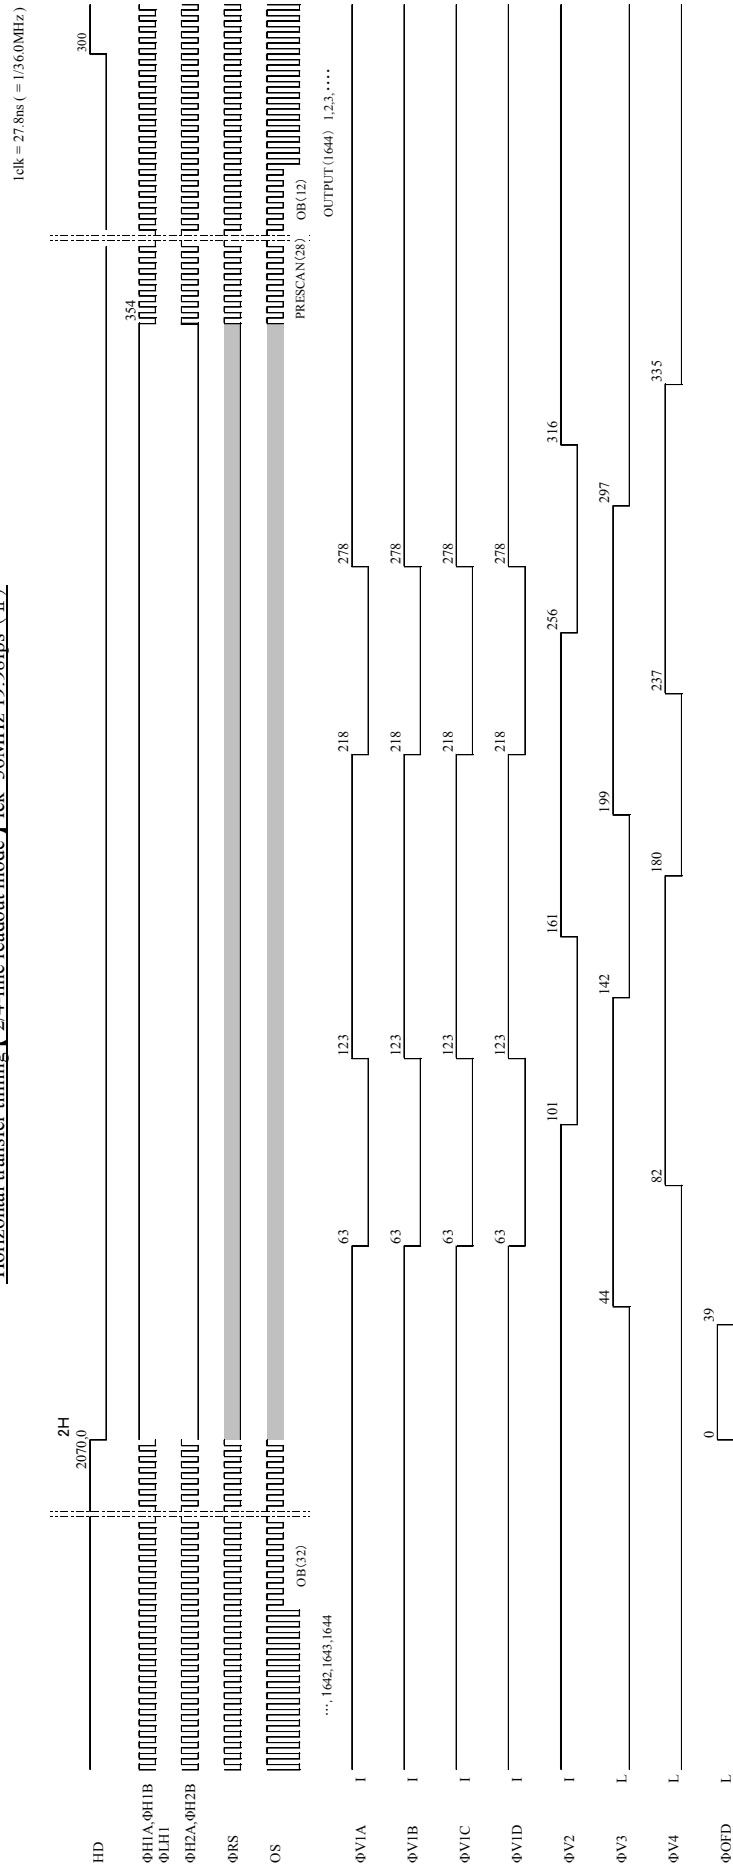 1clk = 27.8ns ( = 1/36.0MHz )
HD
2H
2070,0
300
ΦH1A,ΦH1B
ΦLH1
354
ΦH2A,ΦH2B
ΦRS
OS
OB(32)
PRESCAN(28)
OB(12)
…, 1642,1643,1644
OUTPUT(1644) 1,2,3,‥‥
ΦV1A I 63 123 218 278
ΦV1B I 63 123 218 278
ΦV1C I 63 123 218 278
ΦV1D I 63 123 218 278
ΦV2 I 101 161 256 316
ΦV3 L 44 142 199 297
ΦV4 L 82 180 237 335
ΦOFD L 0 39